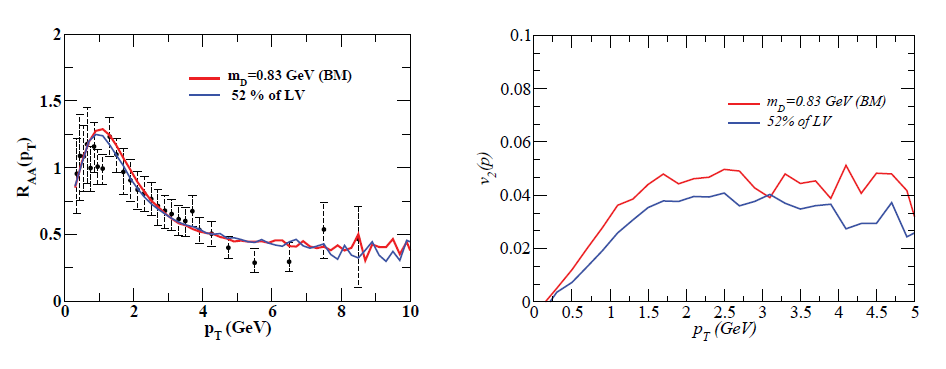 2
1.5
1
0.5
0
R_AA(p_T)
m_D=0.83 GeV (BM)
52 % of LV
0 2 4 6 8 10
p_T (GeV)
0.1
0.08
0.06
0.04
0.02
0
v_2(p)
m_D=0.83 GeV (BM)
52% of LV
0 0.5 1 1.5 2 2.5 3 3.5 4 4.5 5
p_T (GeV)